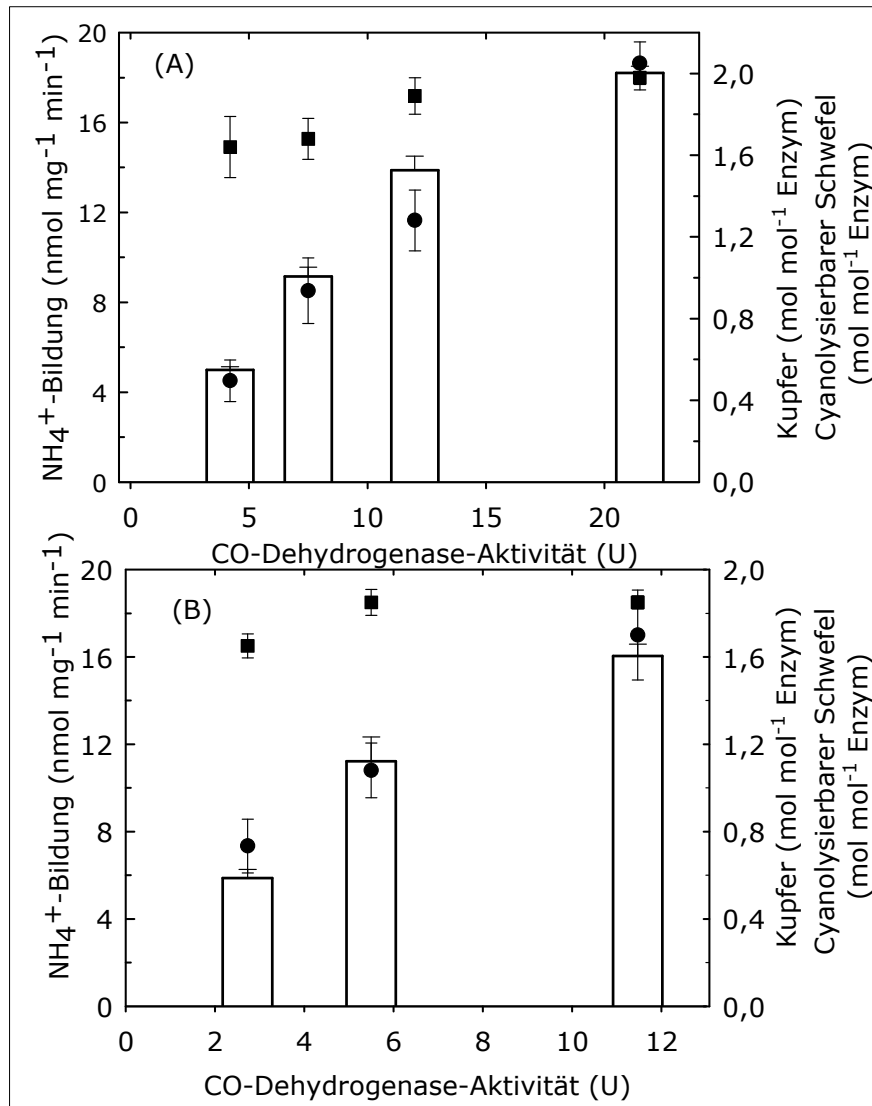 (A)
NH4+-Bildung (nmol mg-1 min-1)
20
16
12
8
4
0
2,0
1,6
1,2
0,8
0,4
0,0
Kupfer (mol mol-1 Enzym)
Cyanolysierbarer Schwefel
(mol mol-1 Enzym)
0 5 10 15 20
CO-Dehydrogenase-Aktivität (U)
(B)
NH4+-Bildung (nmol mg-1 min-1)
20
16
12
8
4
0
2,0
1,6
1,2
0,8
0,4
0,0
Kupfer (mol mol-1 Enzym)
Cyanolysierbarer Schwefel
(mol mol-1 Enzym)
0 2 4 6 8 10 12
CO-Dehydrogenase-Aktivität (U)